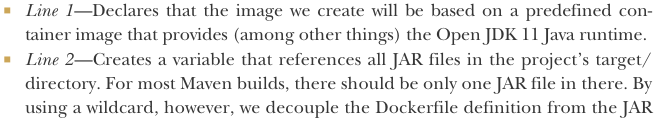 ▪ Line 1—Declares that the image we create will be based on a predefined con-
tainer image that provides (among other things) the Open JDK 11 Java runtime.
▪ Line 2—Creates a variable that references all JAR files in the project’s target/
directory. For most Maven builds, there should be only one JAR file in there. By
using a wildcard, however, we decouple the Dockerfile definition from the JAR